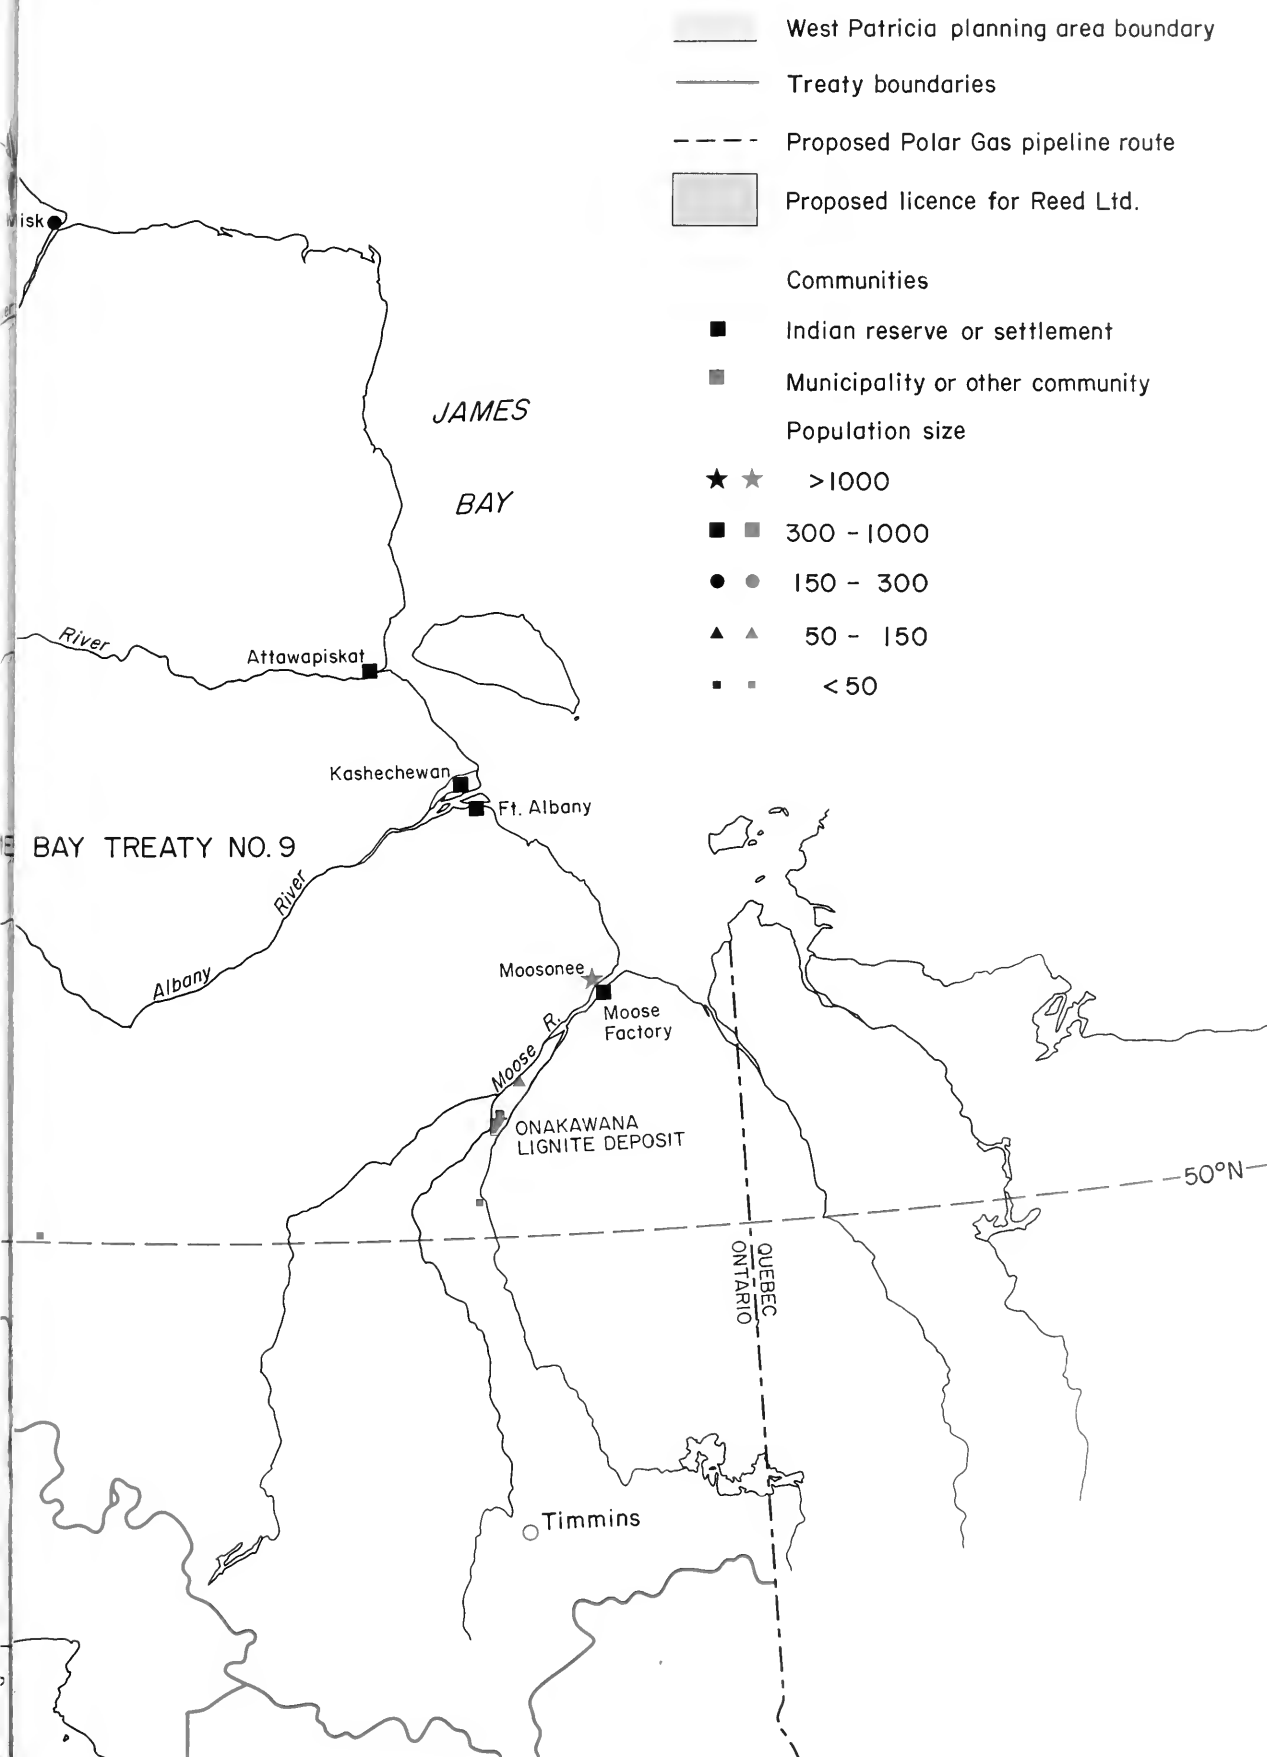 West Patricia planning area boundary
Treaty boundaries
Proposed Polar Gas pipeline route
Proposed licence for Reed Ltd.
Communities
Indian reserve or settlement
Municipality or other community
Population size
>1000
300 - 1000
150 - 300
50 - 150
<50
isk
JAMES
BAY
River
Attawapiskat
Kashechewan
Ft. Albany
BAY TREATY NO. 9
River
Albany
Moosonee
Moose
Factory
Moose R.
ONAKAWANA
LIGNITE DEPOSIT
50°N
QUEBEC
ONTARIO
Timmins